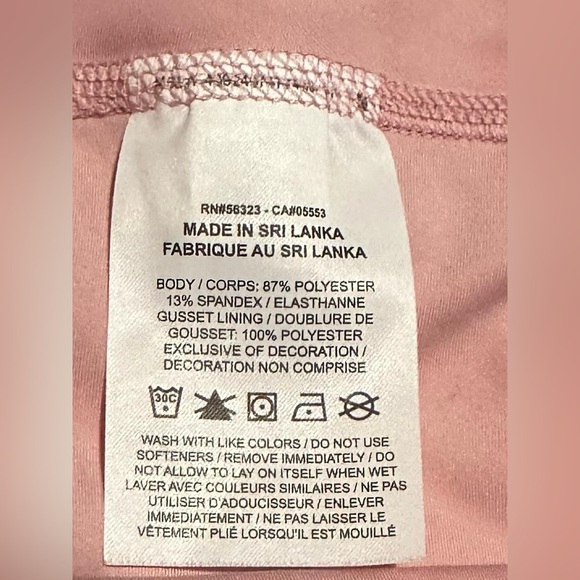 RN#56323 - CA#05553
MADE IN SRI LANKA
FABRIQUE AU SRI LANKA
BODY / CORPS: 87% POLYESTER
13% SPANDEX / ELASTHANNE
GUSSET LINING / DOUBLURE DE
GOUSSET: 100% POLYESTER
EXCLUSIVE OF DECORATION /
DECORATION NON COMPRISE
30C
WASH WITH LIKE COLORS / DO NOT USE
SOFTENERS / REMOVE IMMEDIATELY / DO
NOT ALLOW TO LAY ON ITSELF WHEN WET
LAVER AVEC COULEURS SIMILAIRES / NE PAS
UTILISER D'ADOUCISSEUR / ENLEVER
IMMÉDIATEMENT / NE PAS LAISSER LE
VÊTEMENT PLIÉ LORSQU'IL EST MOUILLÉ